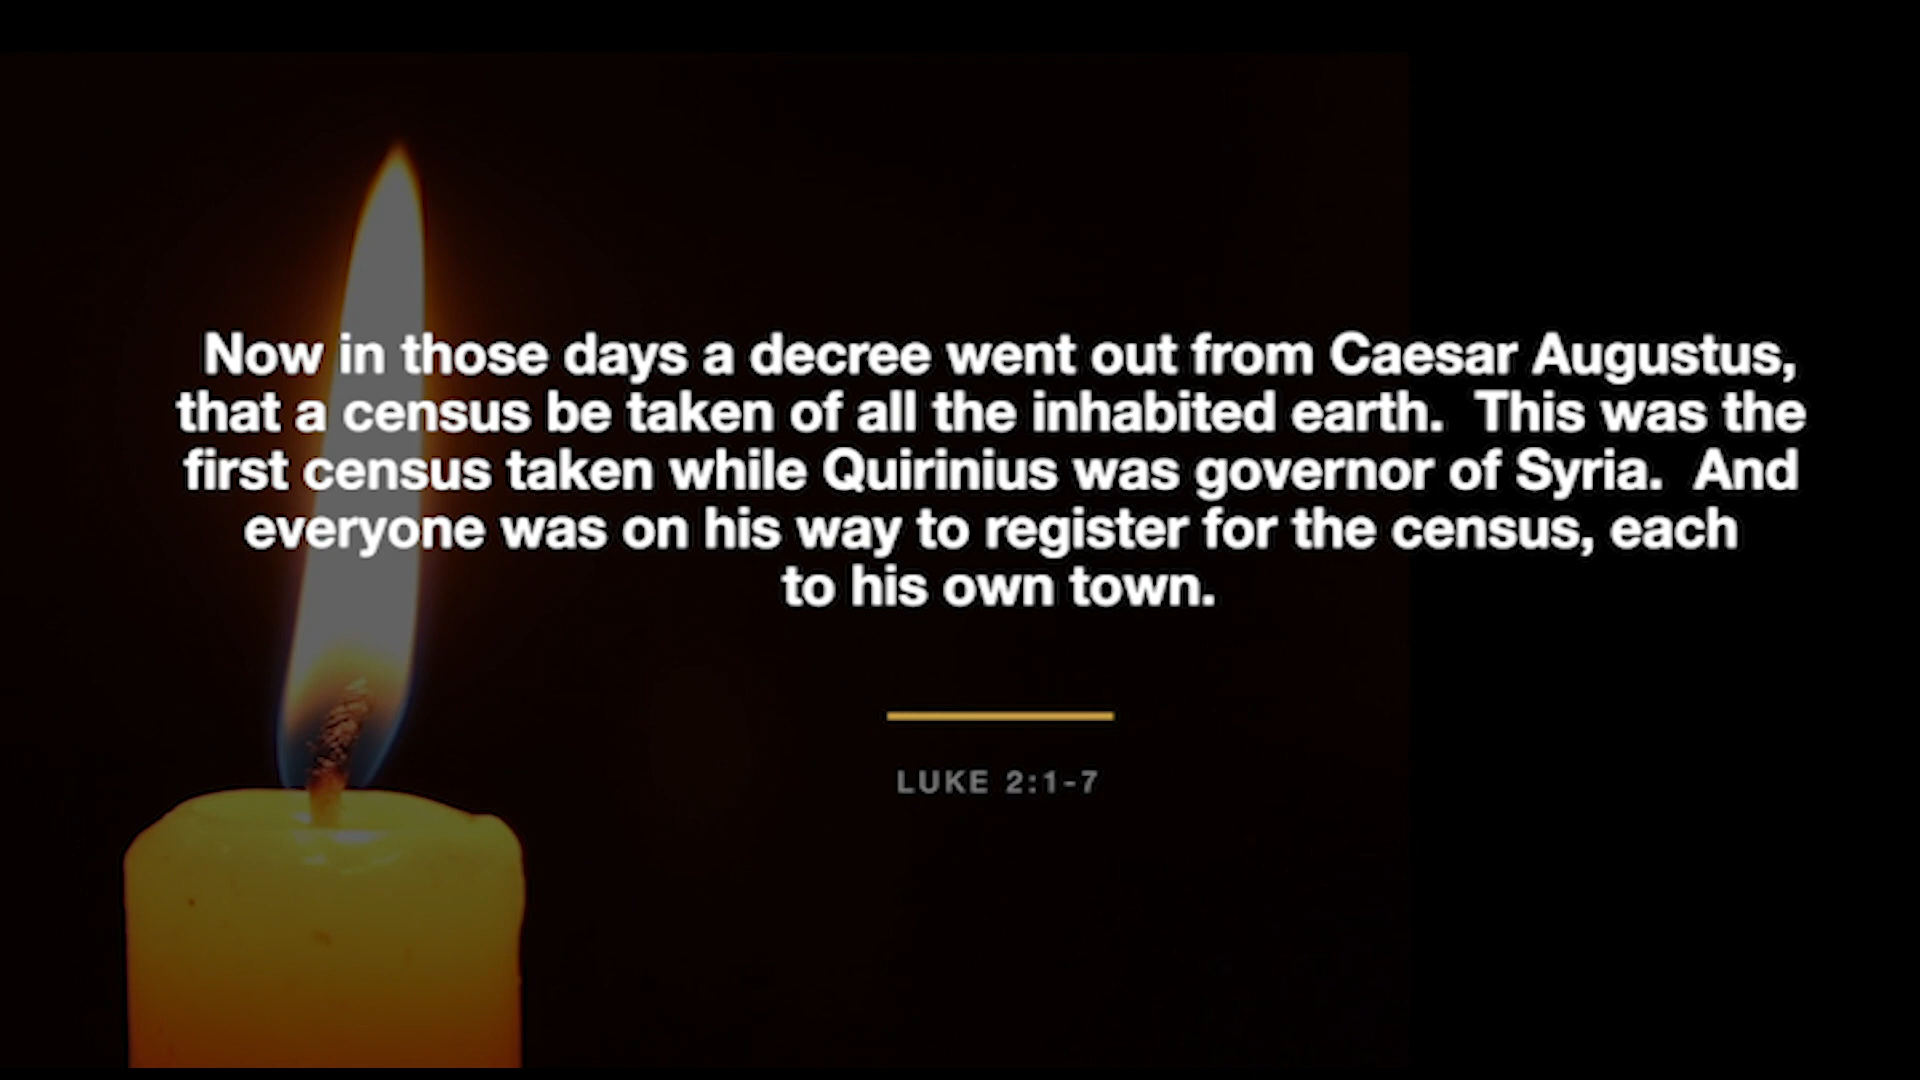 Now in those days a decree went out from Caesar Augustus,
that a census be taken of all the inhabited earth.  This was the
first census taken while Quirinius was governor of Syria.  And
everyone was on his way to register for the census, each
to his own town.
LUKE 2:1-7